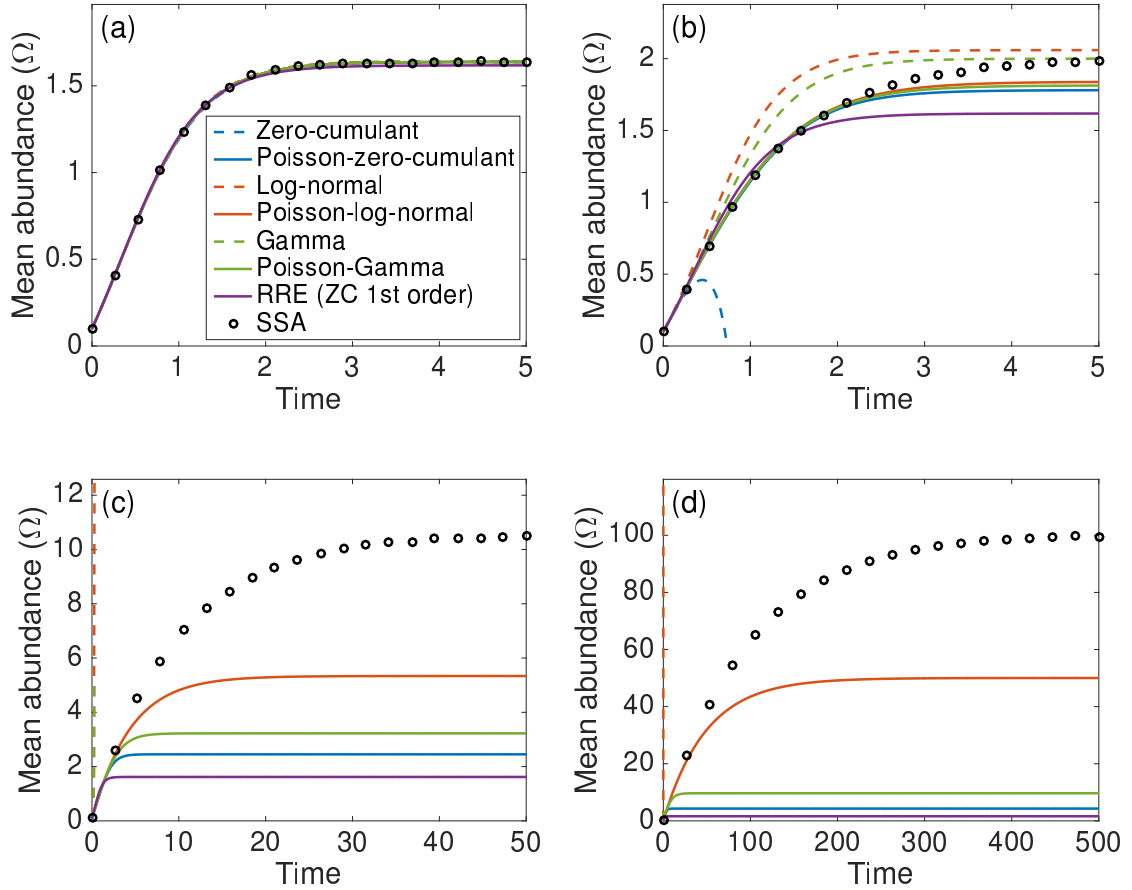 (a)
1.5
1
0.5
0
Mean abundance (Ω)
Zero-cumulant
Poisson-zero-cumulant
Log-normal
Poisson-log-normal
Gamma
Poisson-Gamma
RRE (ZC 1st order)
SSA
0 1 2 3 4 5
Time
(b)
2
1.5
1
0.5
0
Mean abundance (Ω)
0 1 2 3 4 5
Time
(c)
12
10
8
6
4
2
0
Mean abundance (Ω)
0 10 20 30 40 50
Time
(d)
100
80
60
40
20
0
Mean abundance (Ω)
0 100 200 300 400 500
Time